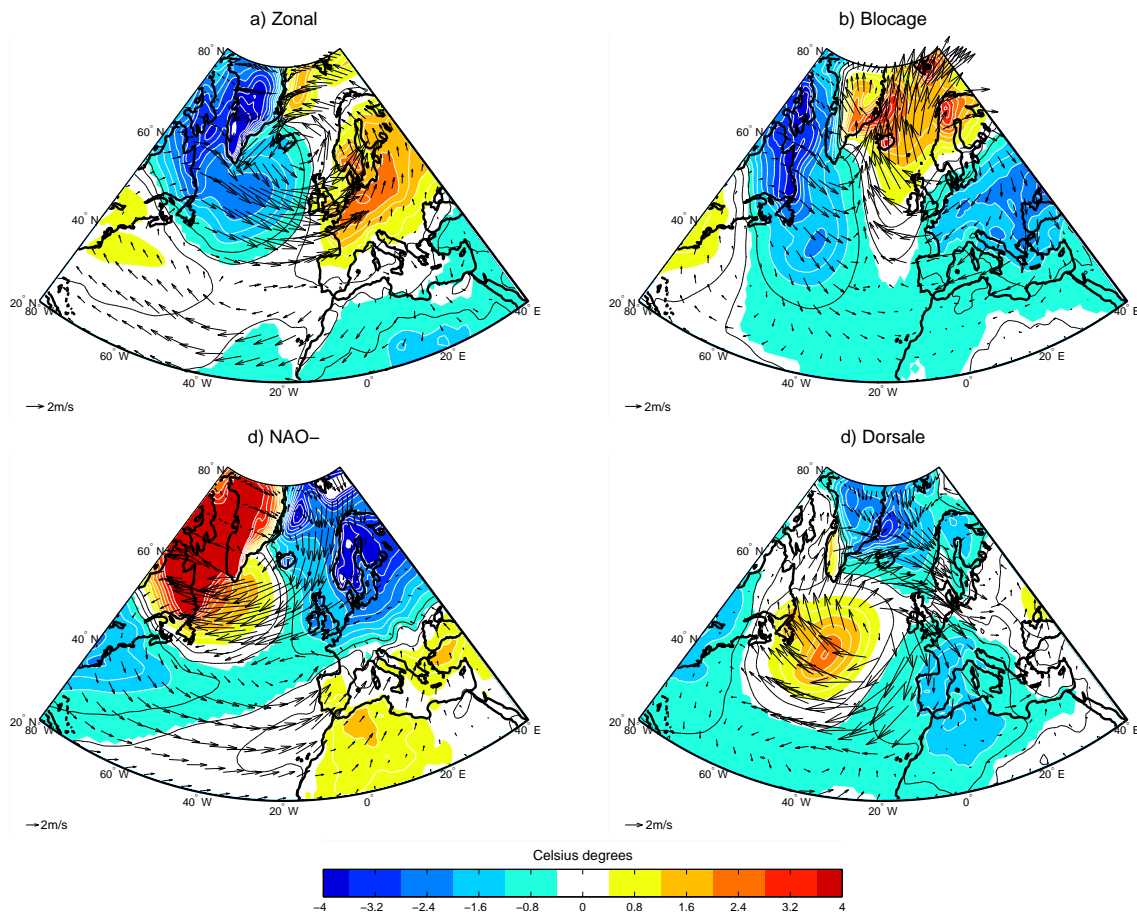 a) Zonal
80° N
60° N
40° N
20° N
80° W
60° W
40° W
20° W
0°
20° E
40° E
2m/s
b) Blocage
80° N
60° N
40° N
20° N
80° W
60° W
40° W
20° W
0°
20° E
40° E
2m/s
d) NAO−
80° N
60° N
40° N
20° N
80° W
60° W
40° W
20° W
0°
20° E
40° E
2m/s
d) Dorsale
80° N
60° N
40° N
20° N
80° W
60° W
40° W
20° W
0°
20° E
40° E
2m/s
Celsius degrees
−4 −3.2 −2.4 −1.6 −0.8 0 0.8 1.6 2.4 3.2 4